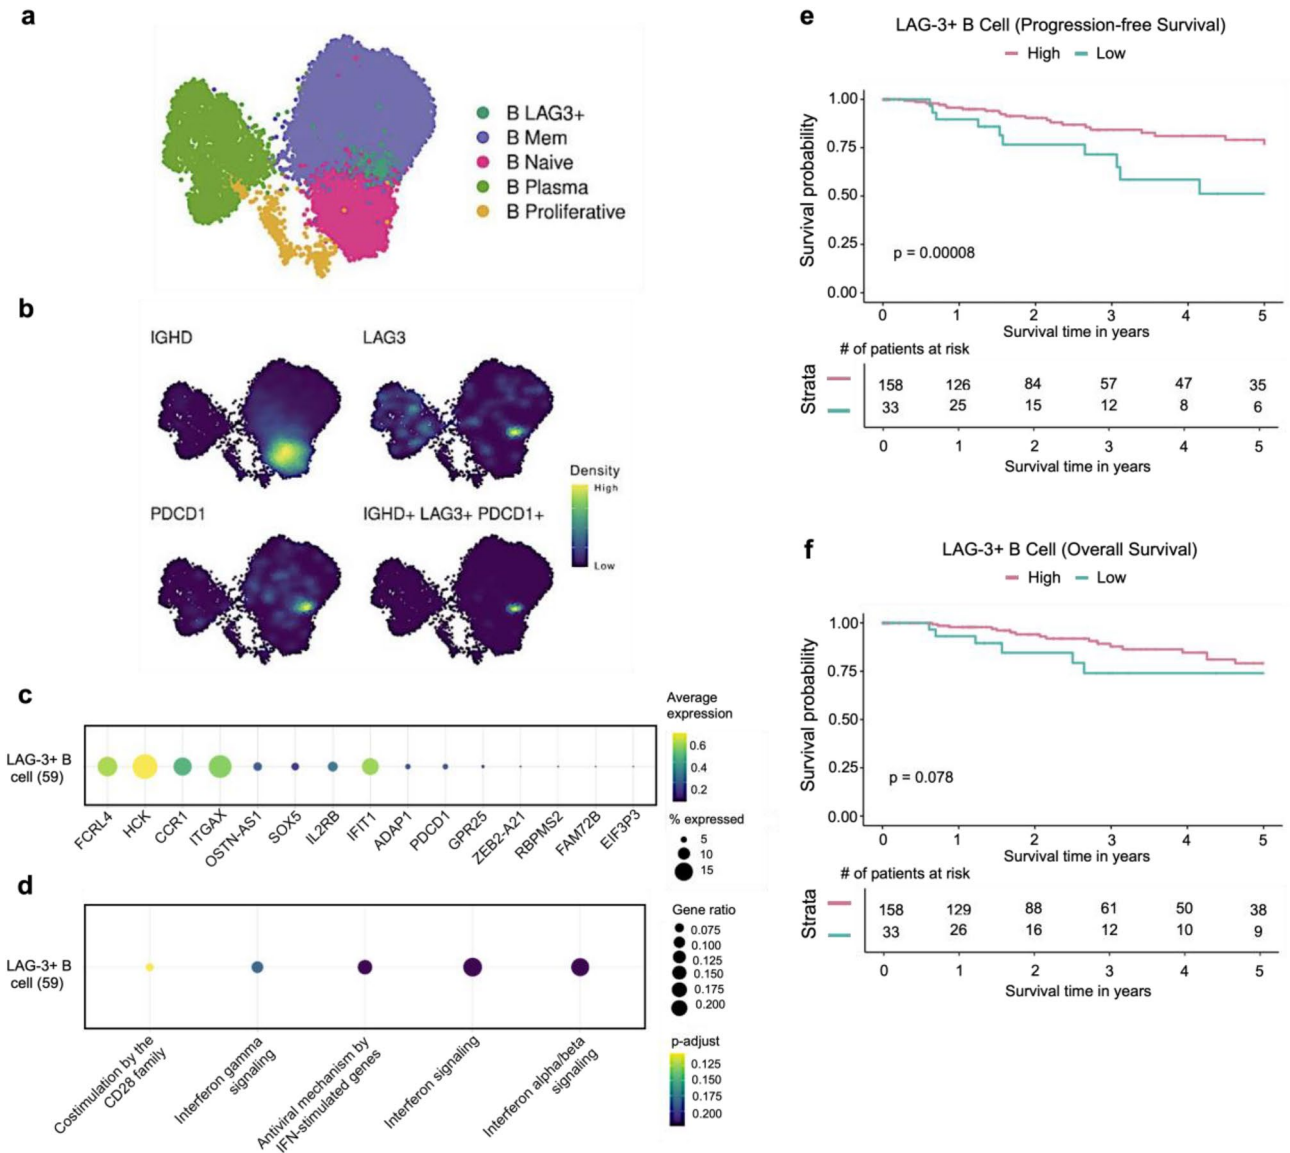 a
B LAG3+
B Mem
B Naive
B Plasma
B Proliferative
b
IGHD
LAG3
PDCD1
IGHD+ LAG3+ PDCD1+
Density
High
Low
c
LAG-3+ B
cell (59)
FCRL4
HCK
CCR1
ITGAX
OSTN-AS1
SOX5
IL2RB
IFIT1
ADAP1
PDCD1
GPR25
ZEB2-A21
RBPMS2
FAM72B
EIF3P3
Average
expression
0.6
0.4
0.2
% expressed
5
10
15
d
LAG-3+ B
cell (59)
Costimulation by the
CD28 family
Interferon gamma
signaling
Antiviral mechanism by
IFN-stimulated genes
Interferon signaling
Interferon alpha/beta
signaling
Gene ratio
0.075
0.100
0.125
0.150
0.175
0.200
p-adjust
0.125
0.150
0.175
0.200
e
LAG-3+ B Cell (Progression-free Survival)
High Low
Survival probability
1.00
0.75
0.50
0.25
0.00
p = 0.00008
0 1 2 3 4 5
Survival time in years
# of patients at risk
Strata
158 126 84 57 47 35
33 25 15 12 8 6
0 1 2 3 4 5
Survival time in years
f
LAG-3+ B Cell (Overall Survival)
High Low
Survival probability
1.00
0.75
0.50
0.25
0.00
p = 0.078
0 1 2 3 4 5
Survival time in years
# of patients at risk
Strata
158 129 88 61 50 38
33 26 16 12 10 9
0 1 2 3 4 5
Survival time in years